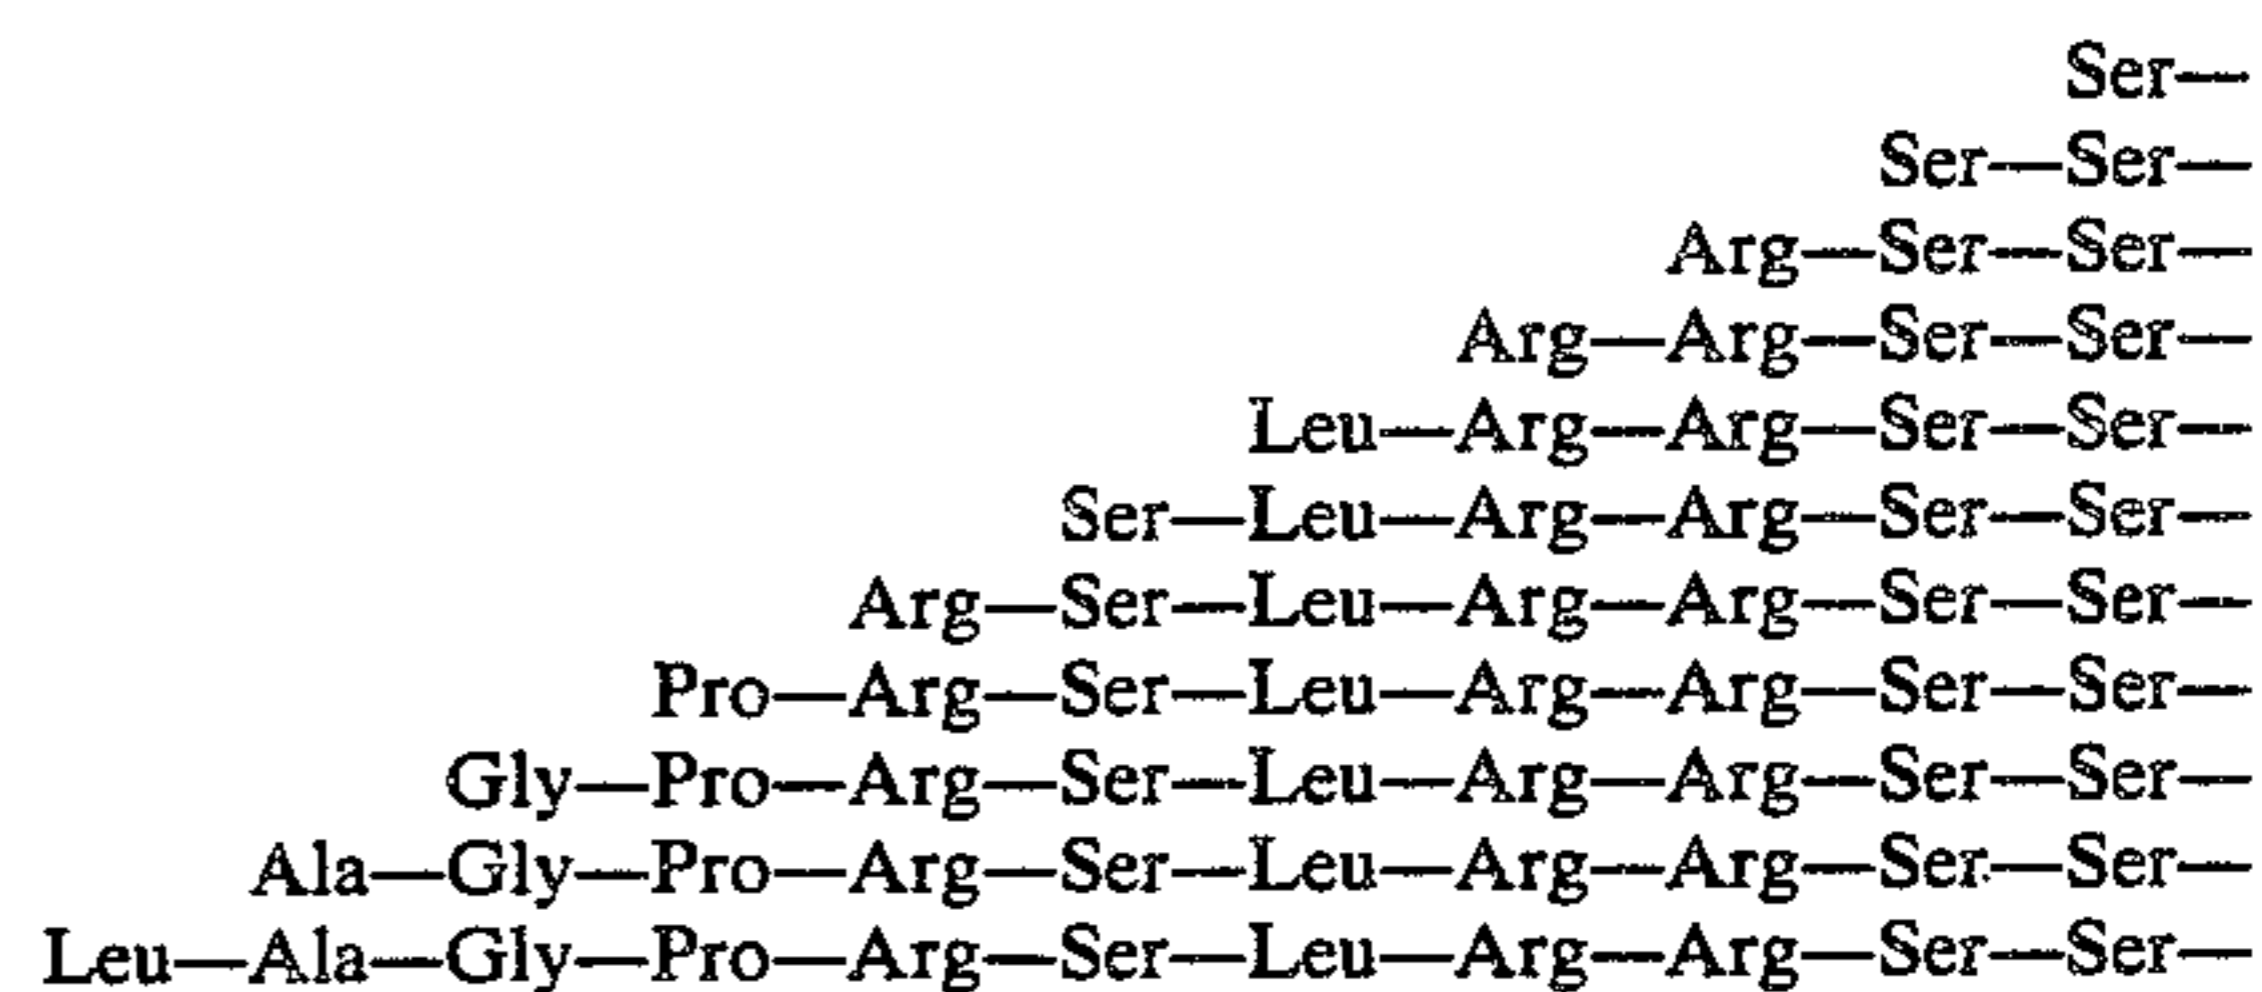 Ser—
Ser—Ser—
Arg—Ser—Ser—
Arg—Arg—Ser—Ser—
Leu—Arg—Arg—Ser—Ser—
Ser—Leu—Arg—Arg—Ser—Ser—
Arg—Ser—Leu—Arg—Arg—Ser—Ser—
Pro—Arg—Ser—Leu—Arg—Arg—Ser—Ser—
Gly—Pro—Arg—Ser—Leu—Arg—Arg—Ser—Ser—
Ala—Gly—Pro—Arg—Ser—Leu—Arg—Arg—Ser—Ser—
Leu—Ala—Gly—Pro—Arg—Ser—Leu—Arg—Arg—Ser—Ser—